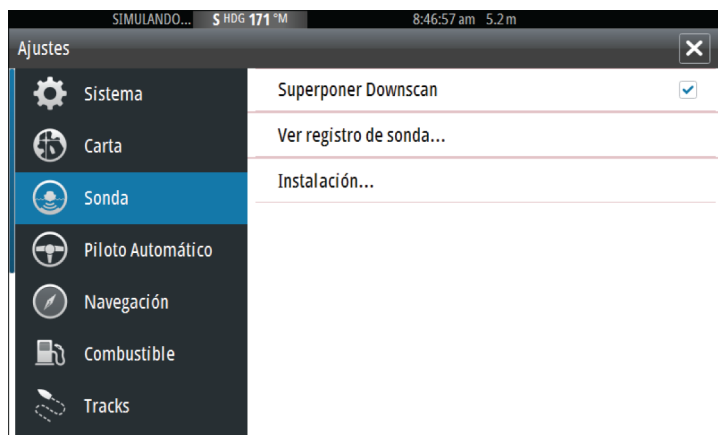 SIMULANDO... S HDG 171 °M 8:46:57 am 5.2 m
Ajustes
Sistema
Carta
Sonda
Piloto Automático
Navegación
Combustible
Tracks
Superponer Downscan
Ver registro de sonda...
Instalación...